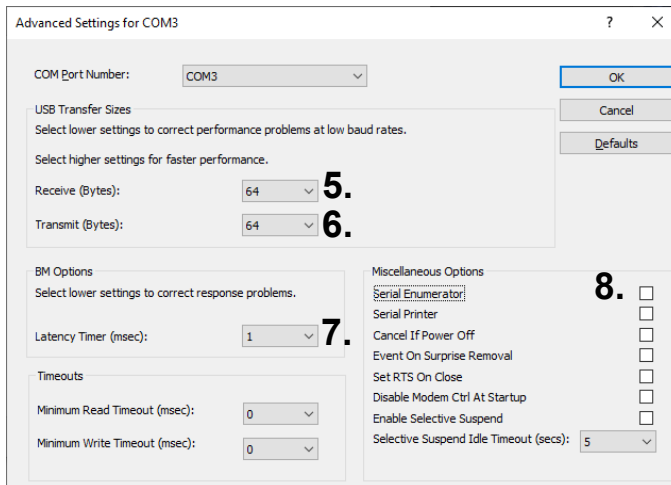 Advanced Settings for COM3 ? ×
COM Port Number: COM3
OK
USB Transfer Sizes
Cancel
Select lower settings to correct performance problems at low baud rates.
Defaults
Select higher settings for faster performance.
Receive (Bytes): 64 5.
Transmit (Bytes): 64 6.
BM Options
Select lower settings to correct response problems.
Latency Timer (msec): 1 7.
Timeouts
Minimum Read Timeout (msec): 0
Minimum Write Timeout (msec): 0
Miscellaneous Options
Serial Enumerator 8.
Serial Printer
Cancel If Power Off
Event On Surprise Removal
Set RTS On Close
Disable Modem Ctrl At Startup
Enable Selective Suspend
Selective Suspend Idle Timeout (secs): 5